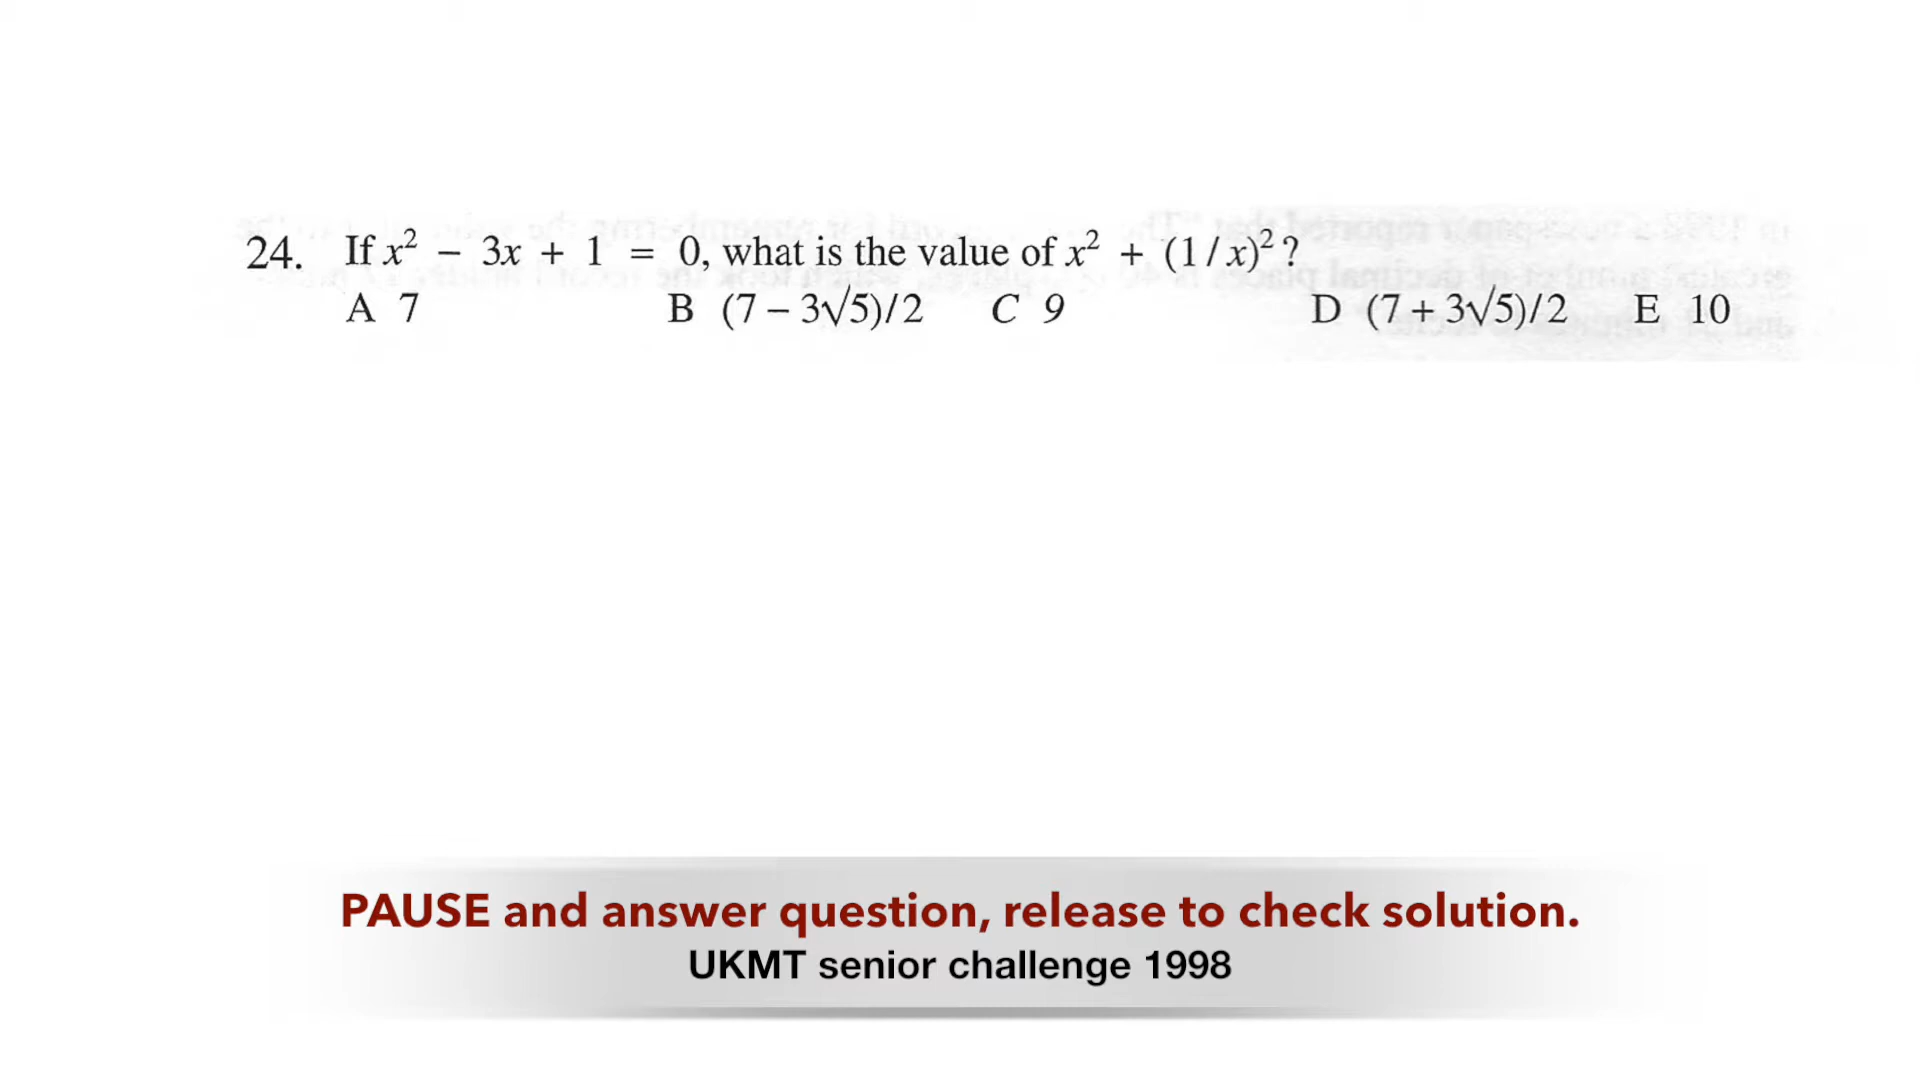 24. If x² − 3x + 1 = 0, what is the value of x² + (1/x)²?
A 7 B (7 − 3√5)/2 C 9 D (7 + 3√5)/2 E 10
PAUSE and answer question, release to check solution.
UKMT senior challenge 1998